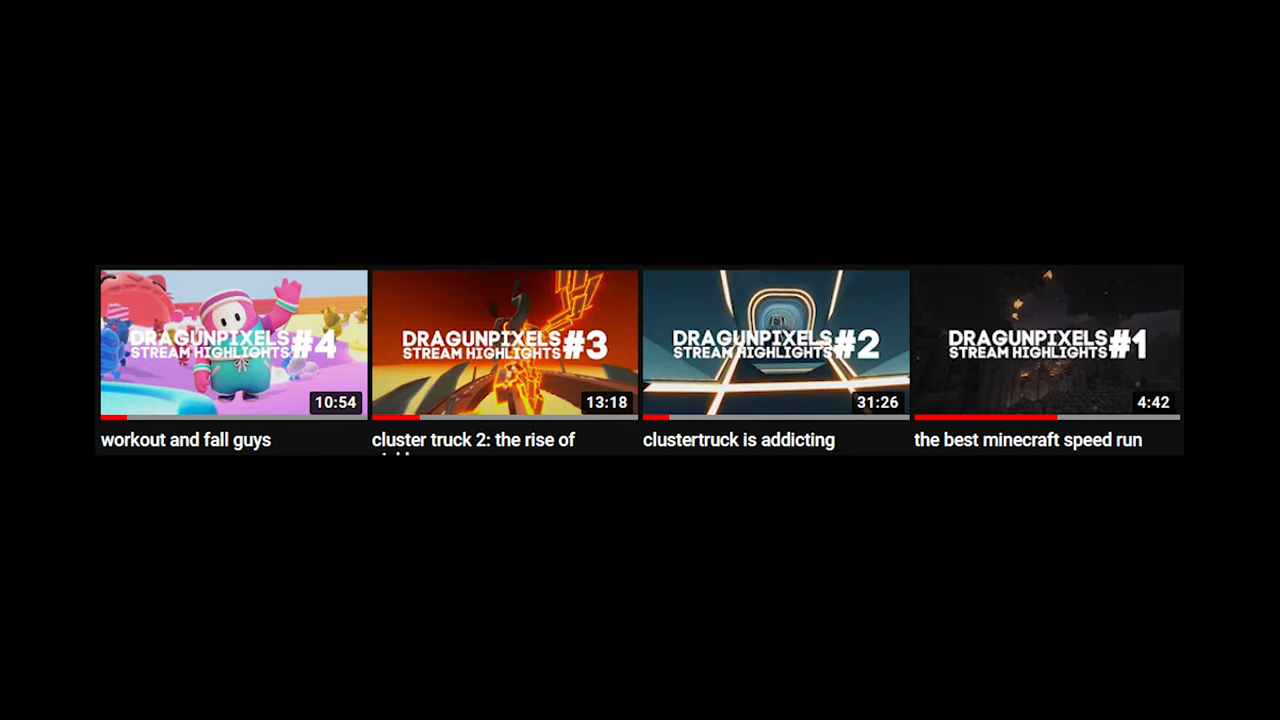 DRAGUNPIXELS
STREAM HIGHLIGHTS #4
10:54
workout and fall guys
DRAGUNPIXELS
STREAM HIGHLIGHTS #3
13:18
cluster truck 2: the rise of
DRAGUNPIXELS
STREAM HIGHLIGHTS #2
31:26
clustertruck is addicting
DRAGUNPIXELS
STREAM HIGHLIGHTS #1
4:42
the best minecraft speed run